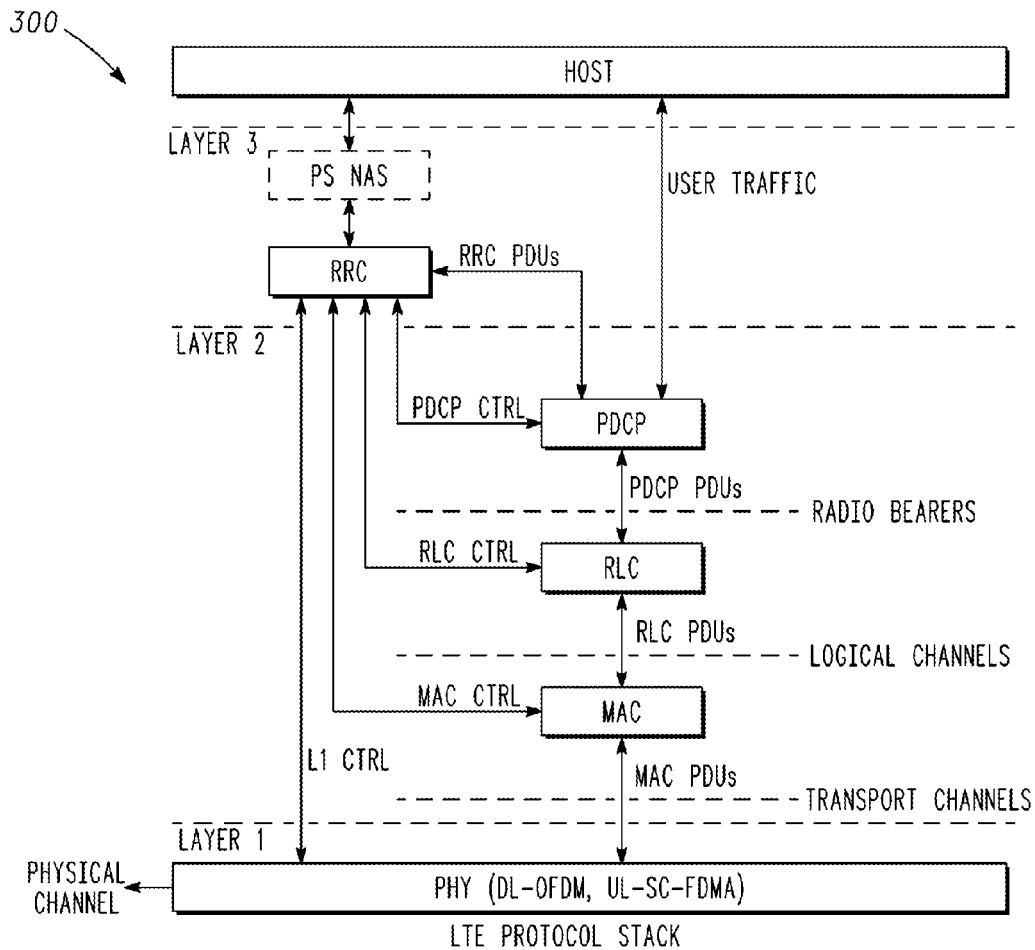 300
HOST
LAYER 3
PS NAS
USER TRAFFIC
RRC PDUs
RRC
LAYER 2
PDCP CTRL
PDCP
PDCP PDUs
RADIO BEARERS
RLC CTRL
RLC
RLC PDUs
LOGICAL CHANNELS
MAC CTRL
MAC
L1 CTRL
MAC PDUs
TRANSPORT CHANNELS
LAYER 1
PHYSICAL
CHANNEL
PHY (DL-OFDM, UL-SC-FDMA)
LTE PROTOCOL STACK